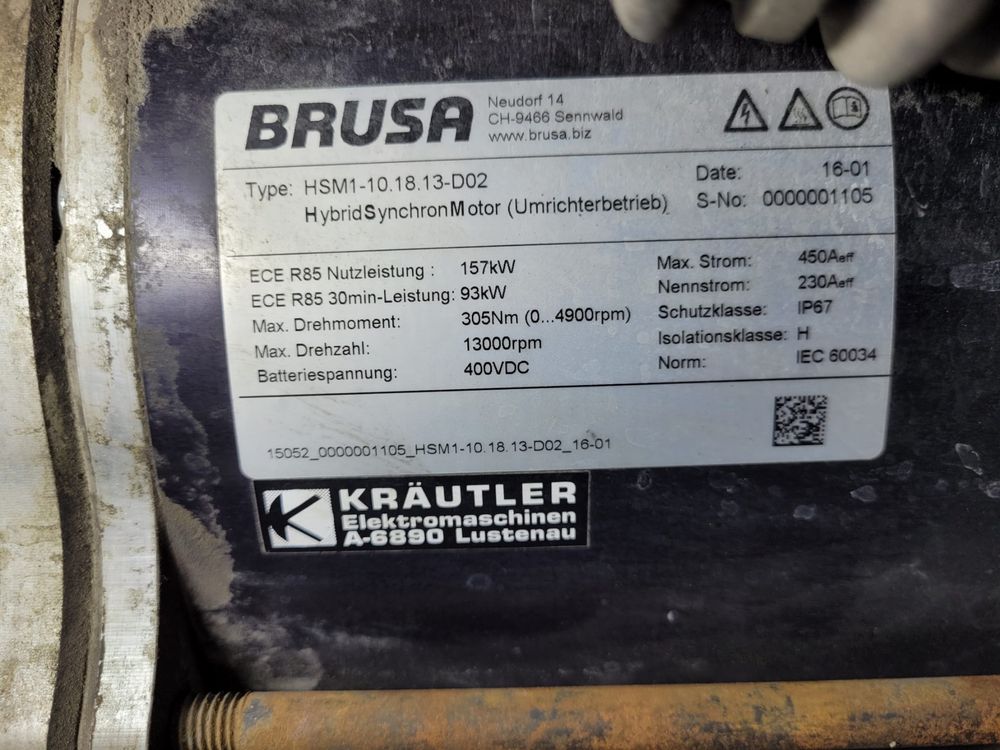 BRUSA
Neudorf 14
CH-9466 Sennwald
www.brusa.biz
Type: HSM1-10.18.13-D02
HybridSynchronMotor (Umrichterbetrieb)
Date: 16-01
S-No: 0000001105
ECE R85 Nutzleistung : 157kW
ECE R85 30min-Leistung: 93kW
Max. Drehmoment: 305Nm (0...4900rpm)
Max. Drehzahl: 13000rpm
Batteriespannung: 400VDC
Max. Strom: 450Aeff
Nennstrom: 230Aeff
Schutzklasse: IP67
Isolationsklasse: H
Norm: IEC 60034
15052_0000001105_HSM1-10.18.13-D02_16-01
KRÄUTLER
Elektromaschinen
A-6890 Lustenau